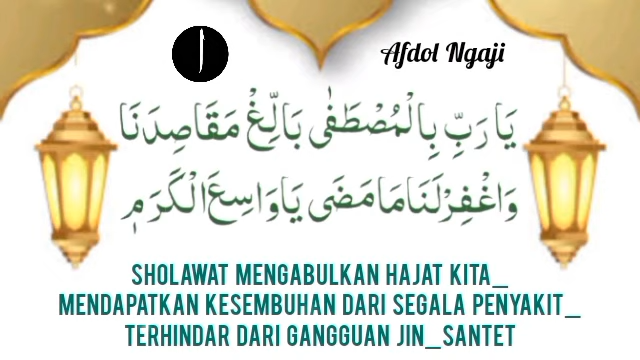 ا
Afdol Ngaji
يَا رَبِّ بِالْمُصْطَفٰى بَالِّغْ مَقَاصِدَنَا
وَاغْفِرْلَنَا مَا مَضَى يَا وَاسِعَ الْكَرَمِ
SHOLAWAT MENGABULKAN HAJAT KITA_
MENDAPATKAN KESEMBUHAN DARI SEGALA PENYAKIT_
TERHINDAR DARI GANGGUAN JIN_SANTET